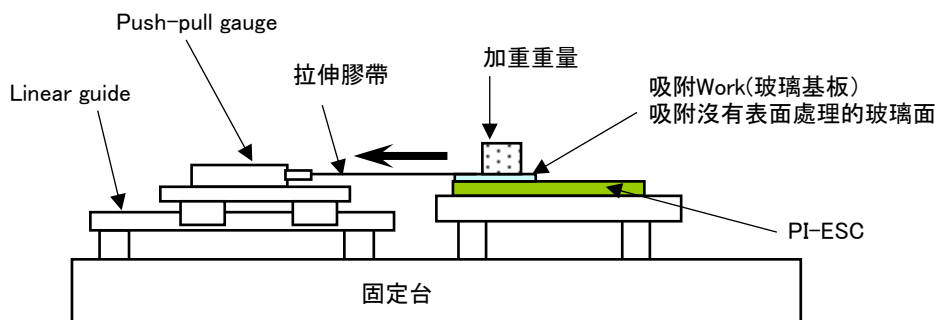 Push-pull gauge
加重重量
拉伸膠帶
吸附Work(玻璃基板)
吸附沒有表面處理的玻璃面
Linear guide
PI-ESC
固定台